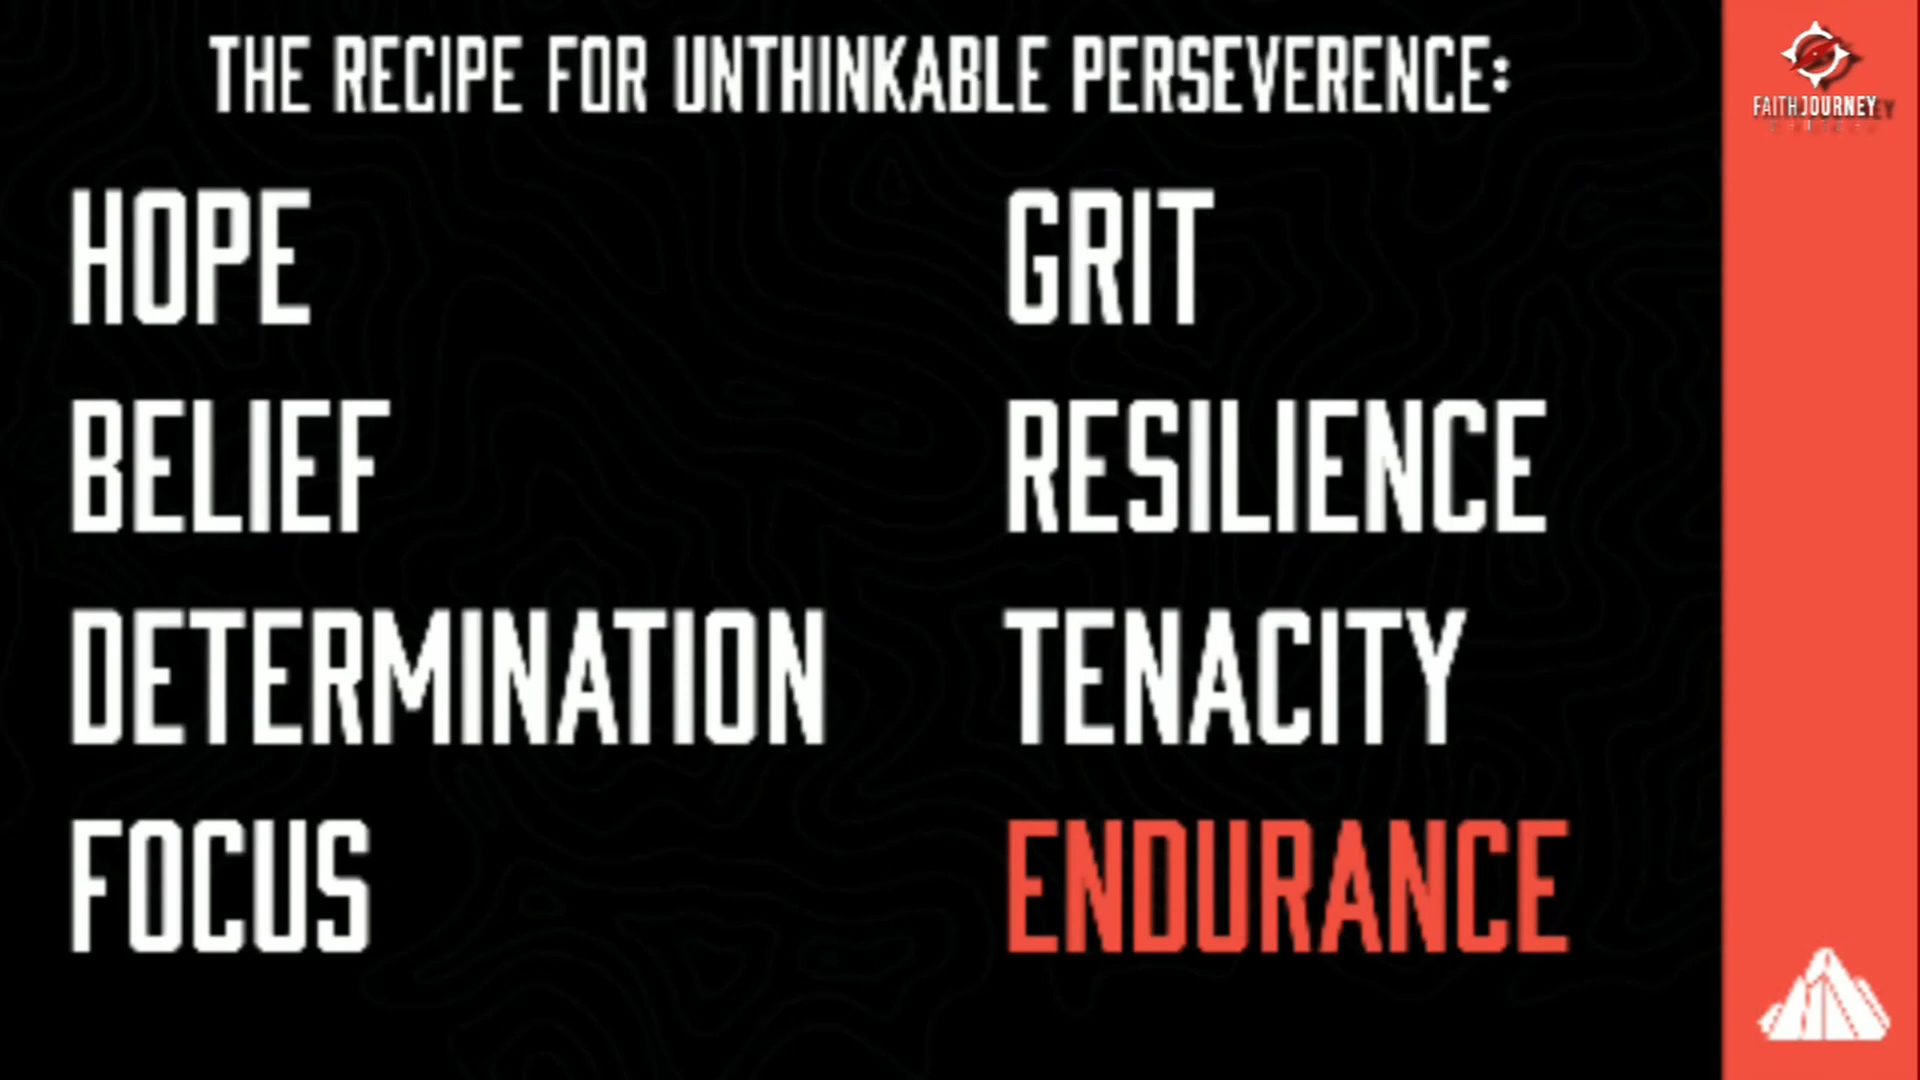 THE RECIPE FOR UNTHINKABLE PERSEVERENCE:
HOPE
BELIEF
DETERMINATION
FOCUS
GRIT
RESILIENCE
TENACITY
ENDURANCE
FAITHJOURNEY